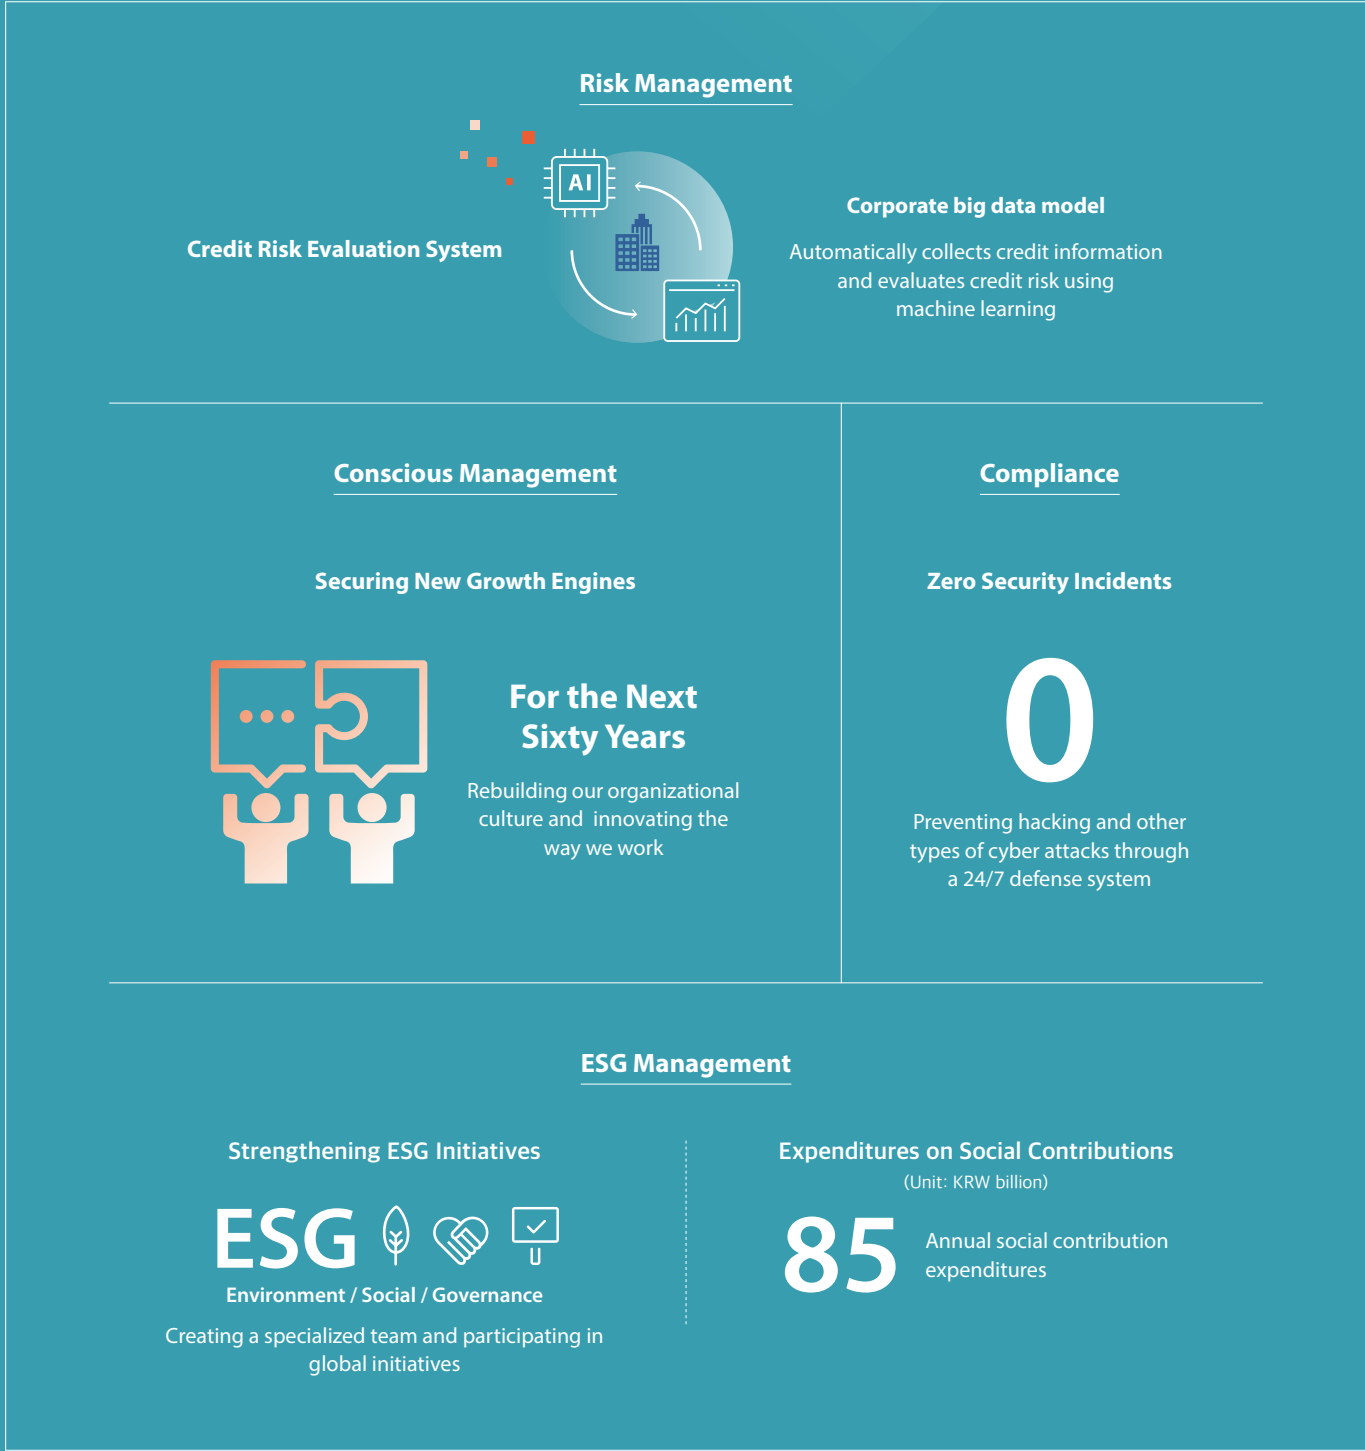 Risk Management
AI
Credit Risk Evaluation System
Corporate big data model
Automatically collects credit information
and evaluates credit risk using
machine learning
Conscious Management
Securing New Growth Engines
For the Next
Sixty Years
Rebuilding our organizational
culture and innovating the
way we work
Compliance
Zero Security Incidents
0
Preventing hacking and other
types of cyber attacks through
a 24/7 defense system
ESG Management
Strengthening ESG Initiatives
ESG
Environment / Social / Governance
Creating a specialized team and participating in
global initiatives
Expenditures on Social Contributions
(Unit: KRW billion)
85
Annual social contribution
expenditures